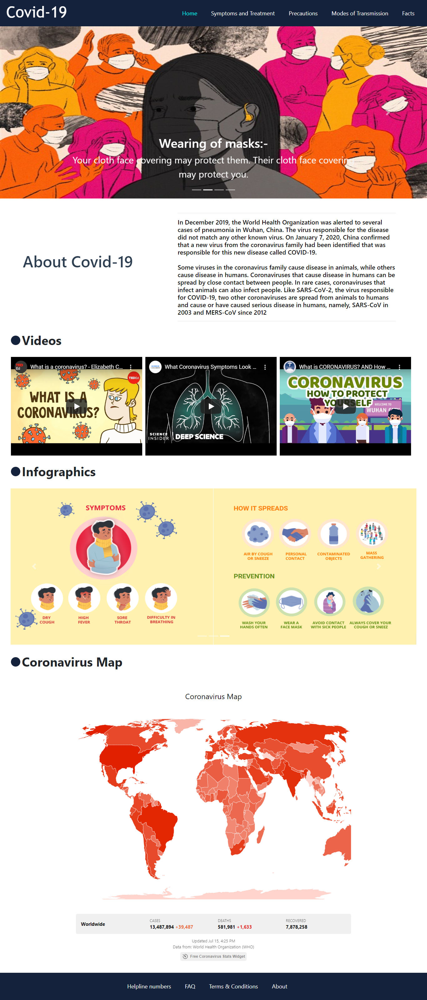 Covid-19
Home
Symptoms and Treatment
Precautions
Modes of Transmission
Facts
Wearing of masks:-
Your cloth face covering may protect them. Their cloth face covering
may protect you.
About Covid-19
In December 2019, the World Health Organization was alerted to several
cases of pneumonia in Wuhan, China. The virus responsible for the disease
did not match any other known virus. On January 7, 2020, China confirmed
that a new virus from the coronavirus family had been identified that was
responsible for this new disease called COVID-19.
Some viruses in the coronavirus family cause disease in animals, while others
cause disease in humans. Coronaviruses that cause disease in humans can be
spread by close contact between people. In rare cases, coronaviruses that
infect animals can also infect people. Like SARS-CoV-2, the virus responsible
for COVID-19, two other coronaviruses are spread from animals to humans
and cause or have caused serious disease in humans, namely, SARS-CoV in
2003 and MERS-CoV since 2012
Videos
TED
Ed
What is a coronavirus? - Elizabeth C...
TEDEd
WHAT IS A
CORONAVIRUS?
SCIENCE
INSIDER
What Coronavirus Symptoms Look ...
SCIENCE
INSIDER
DEEP SCIENCE
What is CORONAVIRUS? AND How ...
CORONAVIRUS
HOW TO PROTECT
YOURSELF
WELCOME TO
WUHAN CITY
Infographics
SYMPTOMS
DRY
COUGH
HIGH
FEVER
SORE
THROAT
DIFFICULTY IN
BREATHING
HOW IT SPREADS
AIR BY COUGH
OR SNEEZE
PERSONAL
CONTACT
CONTAMINATED
OBJECTS
MASS
GATHERING
PREVENTION
WASH YOUR
HANDS OFTEN
WEAR A
FACE MASK
AVOID CONTACT
WITH SICK PEOPLE
ALWAYS COVER YOUR
COUGH OR SNEEZ
Coronavirus Map
Coronavirus Map
Worldwide
CASES
13,487,894 +39,487
DEATHS
581,981 +1,633
RECOVERED
7,878,258
Updated Jul 15, 4:25 PM
Data from: World Health Organization (WHO)
Free Coronavirus Stats Widget
Helpline numbers
FAQ
Terms & Conditions
About